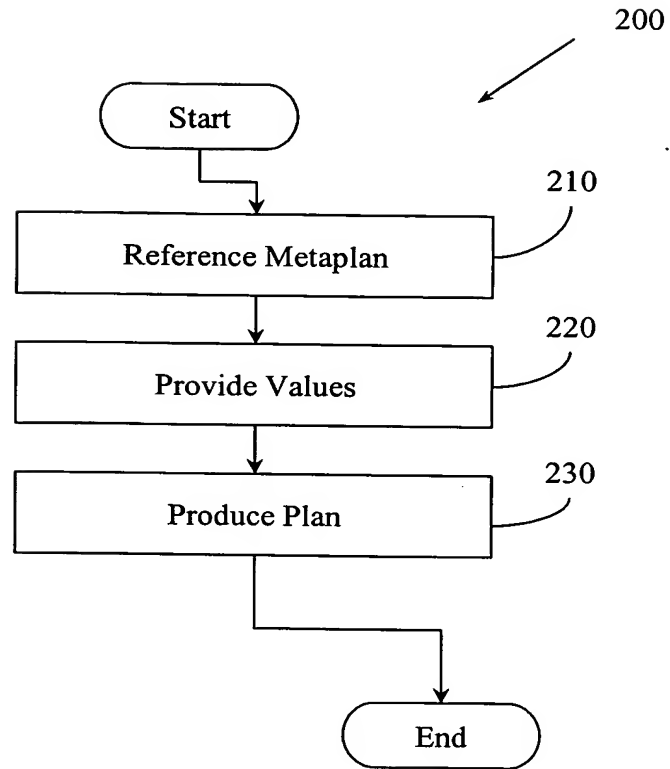 200
Start
210
Reference Metaplan
220
Provide Values
230
Produce Plan
End